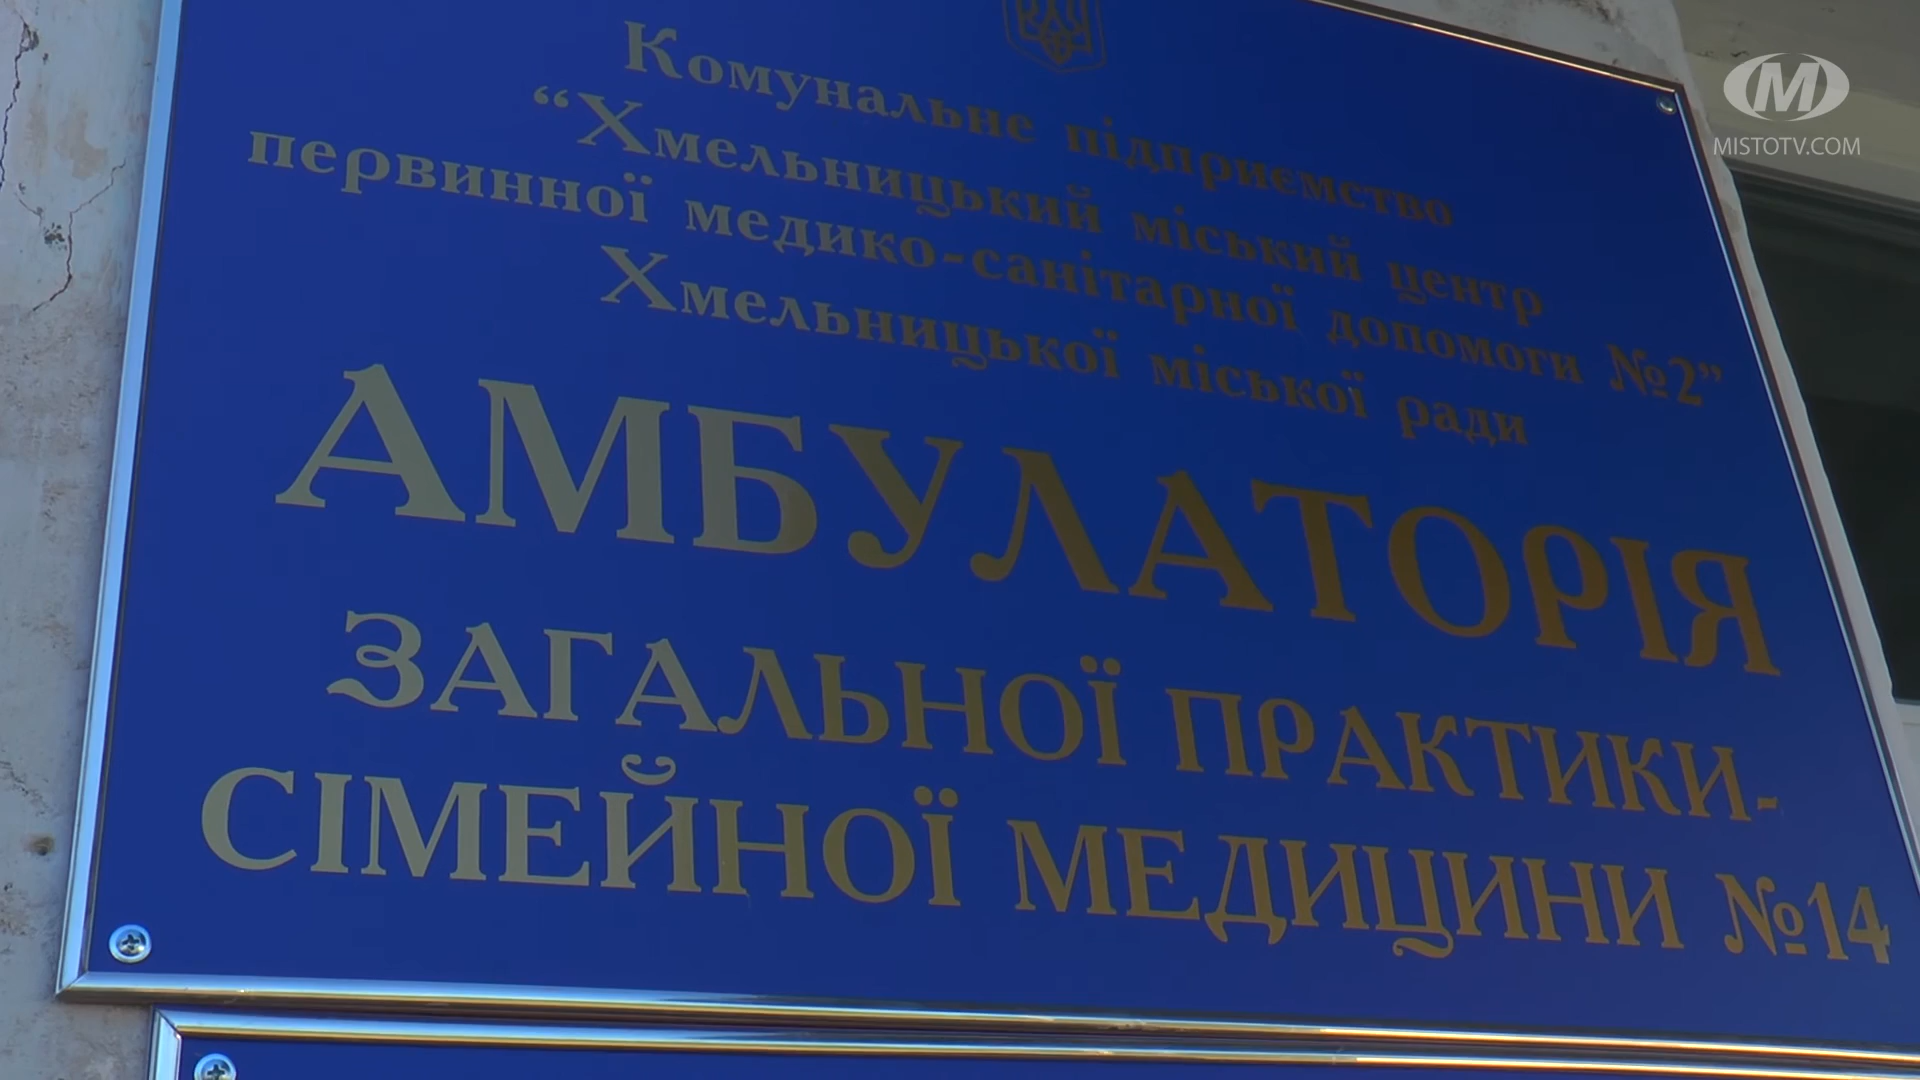 Комунальне підприємство
“Хмельницький міський центр
первинної медико-санітарної допомоги №2”
Хмельницької міської ради
АМБУЛАТОРІЯ
ЗАГАЛЬНОЇ ПРАКТИКИ-
СІМЕЙНОЇ МЕДИЦИНИ №14
M
MISTOTV.COM